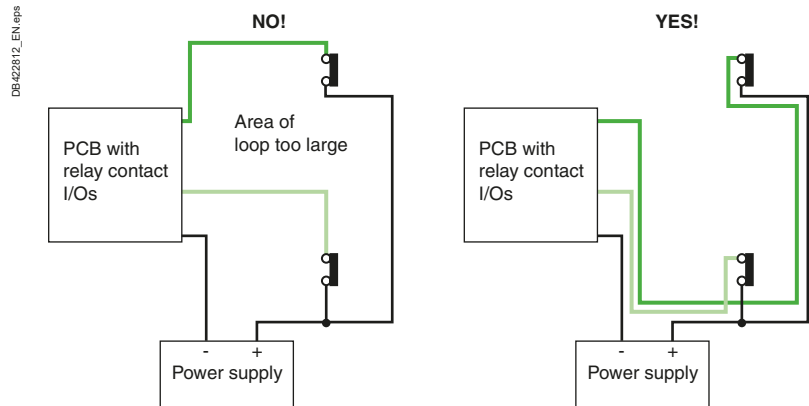 DB422812_EN.eps
NO!
Area of
loop too large
PCB with
relay contact
I/Os
- +
Power supply
YES!
PCB with
relay contact
I/Os
- +
Power supply